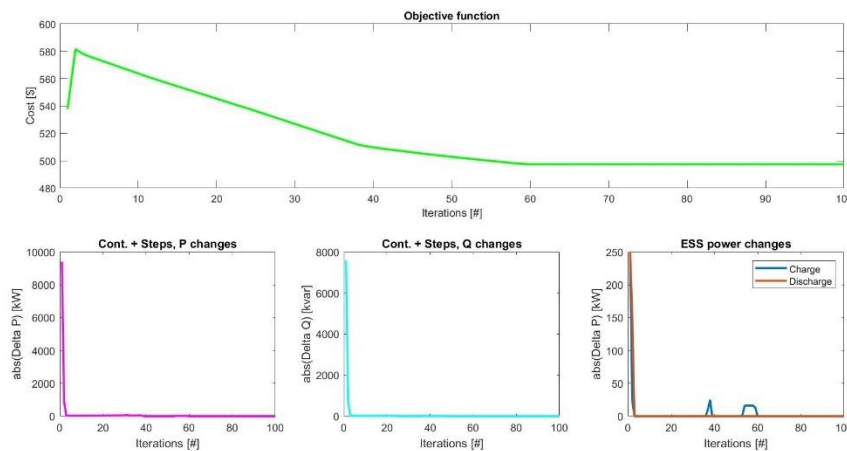 Objective function
600
580
560
540
520
500
480
Cost [$]
0 10 20 30 40 50 60 70 80 90 100
Iterations [#]
Cont. + Steps, P changes
10000
8000
6000
4000
2000
0
abs(Delta P) [kW]
0 20 40 60 80 100
Iterations [#]
Cont. + Steps, Q changes
8000
6000
4000
2000
0
abs(Delta Q) [kvar]
0 20 40 60 80 100
Iterations [#]
ESS power changes
250
200
150
100
50
0
abs(Delta P) [kW]
Charge
Discharge
0 20 40 60 80 100
Iterations [#]